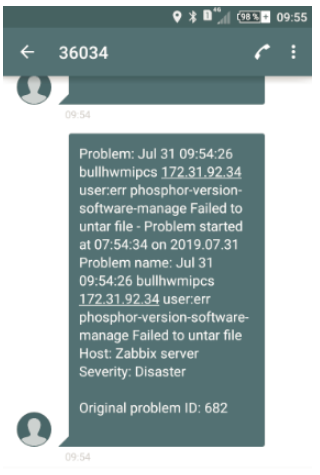 98% 09:55
36034
09:54
Problem: Jul 31 09:54:26
bullhwmipcs 172.31.92.34
user:err phosphor-version-
software-manage Failed to
untar file - Problem started
at 07:54:34 on 2019.07.31
Problem name: Jul 31
09:54:26 bullhwmipcs
172.31.92.34 user:err
phosphor-version-software-
manage Failed to untar file
Host: Zabbix server
Severity: Disaster
Original problem ID: 682
09:54